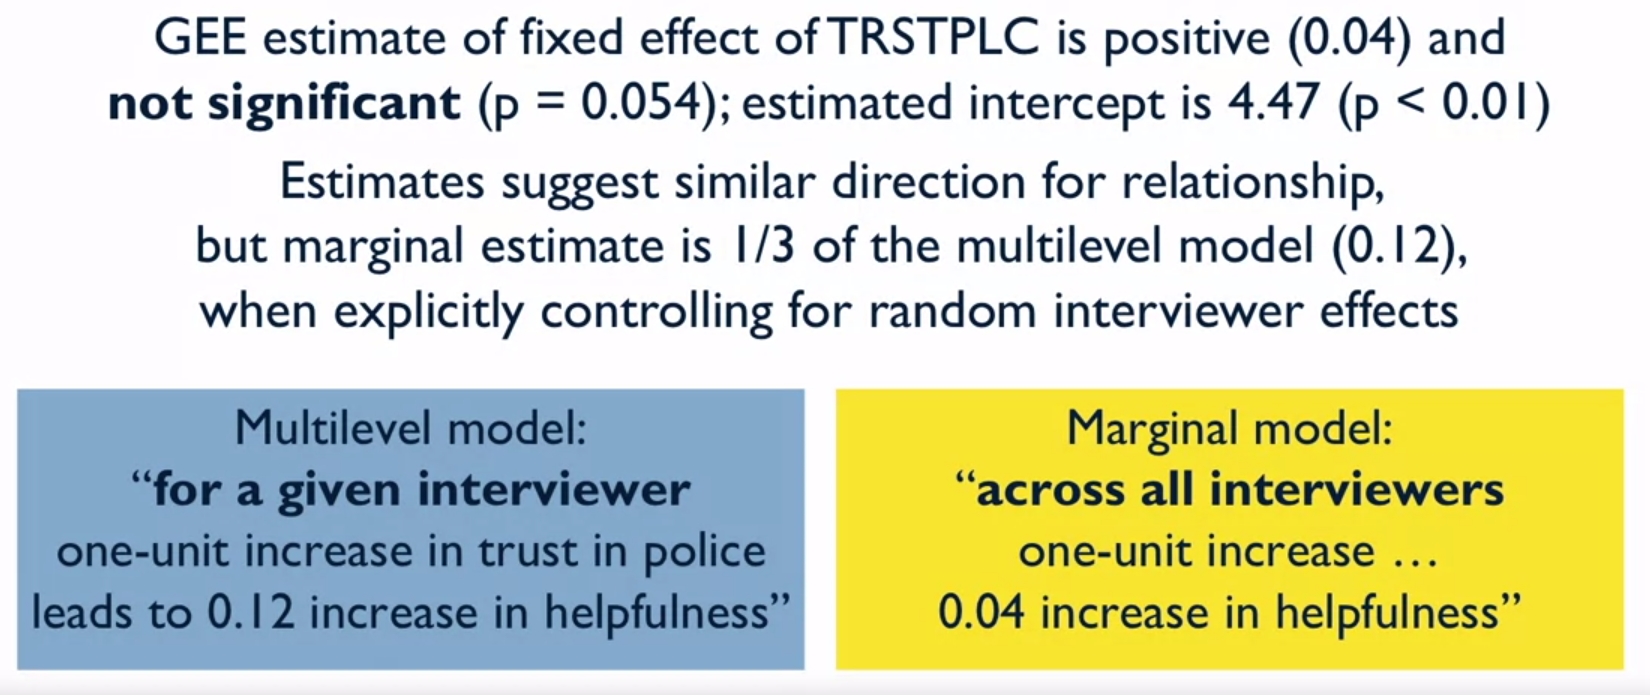 GEE estimate of fixed effect of TRSTPLC is positive (0.04) and
not significant (p = 0.054); estimated intercept is 4.47 (p < 0.01)
Estimates suggest similar direction for relationship,
but marginal estimate is 1/3 of the multilevel model (0.12),
when explicitly controlling for random interviewer effects
Multilevel model:
“for a given interviewer
one-unit increase in trust in police
leads to 0.12 increase in helpfulness”
Marginal model:
“across all interviewers
one-unit increase …
0.04 increase in helpfulness”